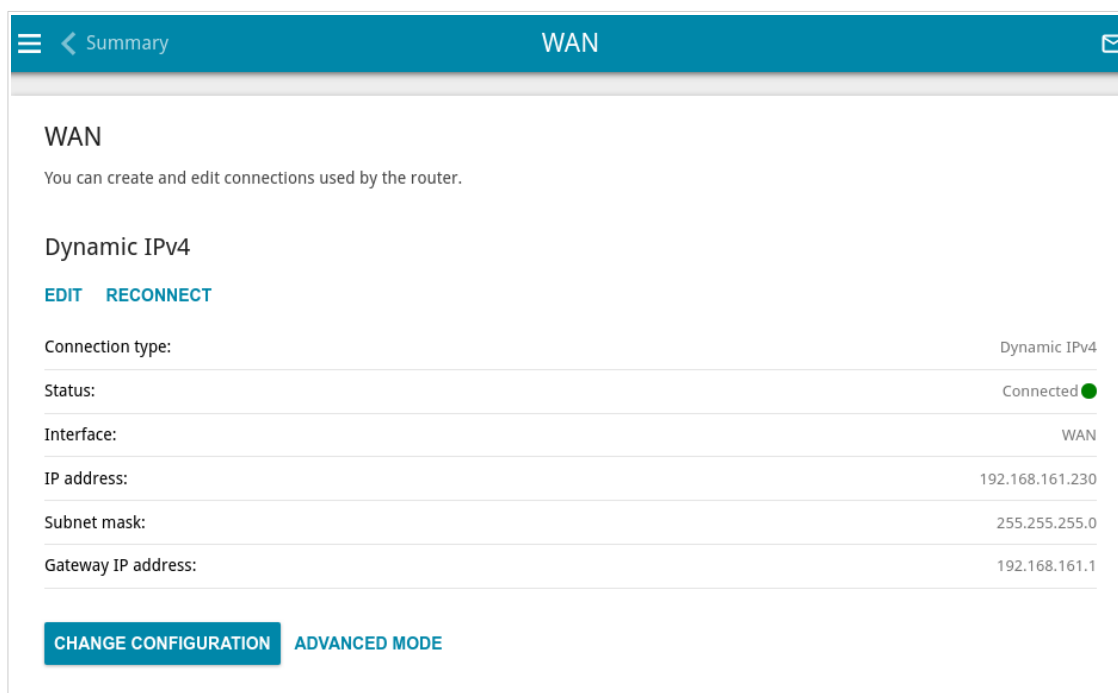 Summary
WAN
WAN
You can create and edit connections used by the router.
Dynamic IPv4
EDIT RECONNECT
Connection type: Dynamic IPv4
Status: Connected
Interface: WAN
IP address: 192.168.161.230
Subnet mask: 255.255.255.0
Gateway IP address: 192.168.161.1
CHANGE CONFIGURATION ADVANCED MODE